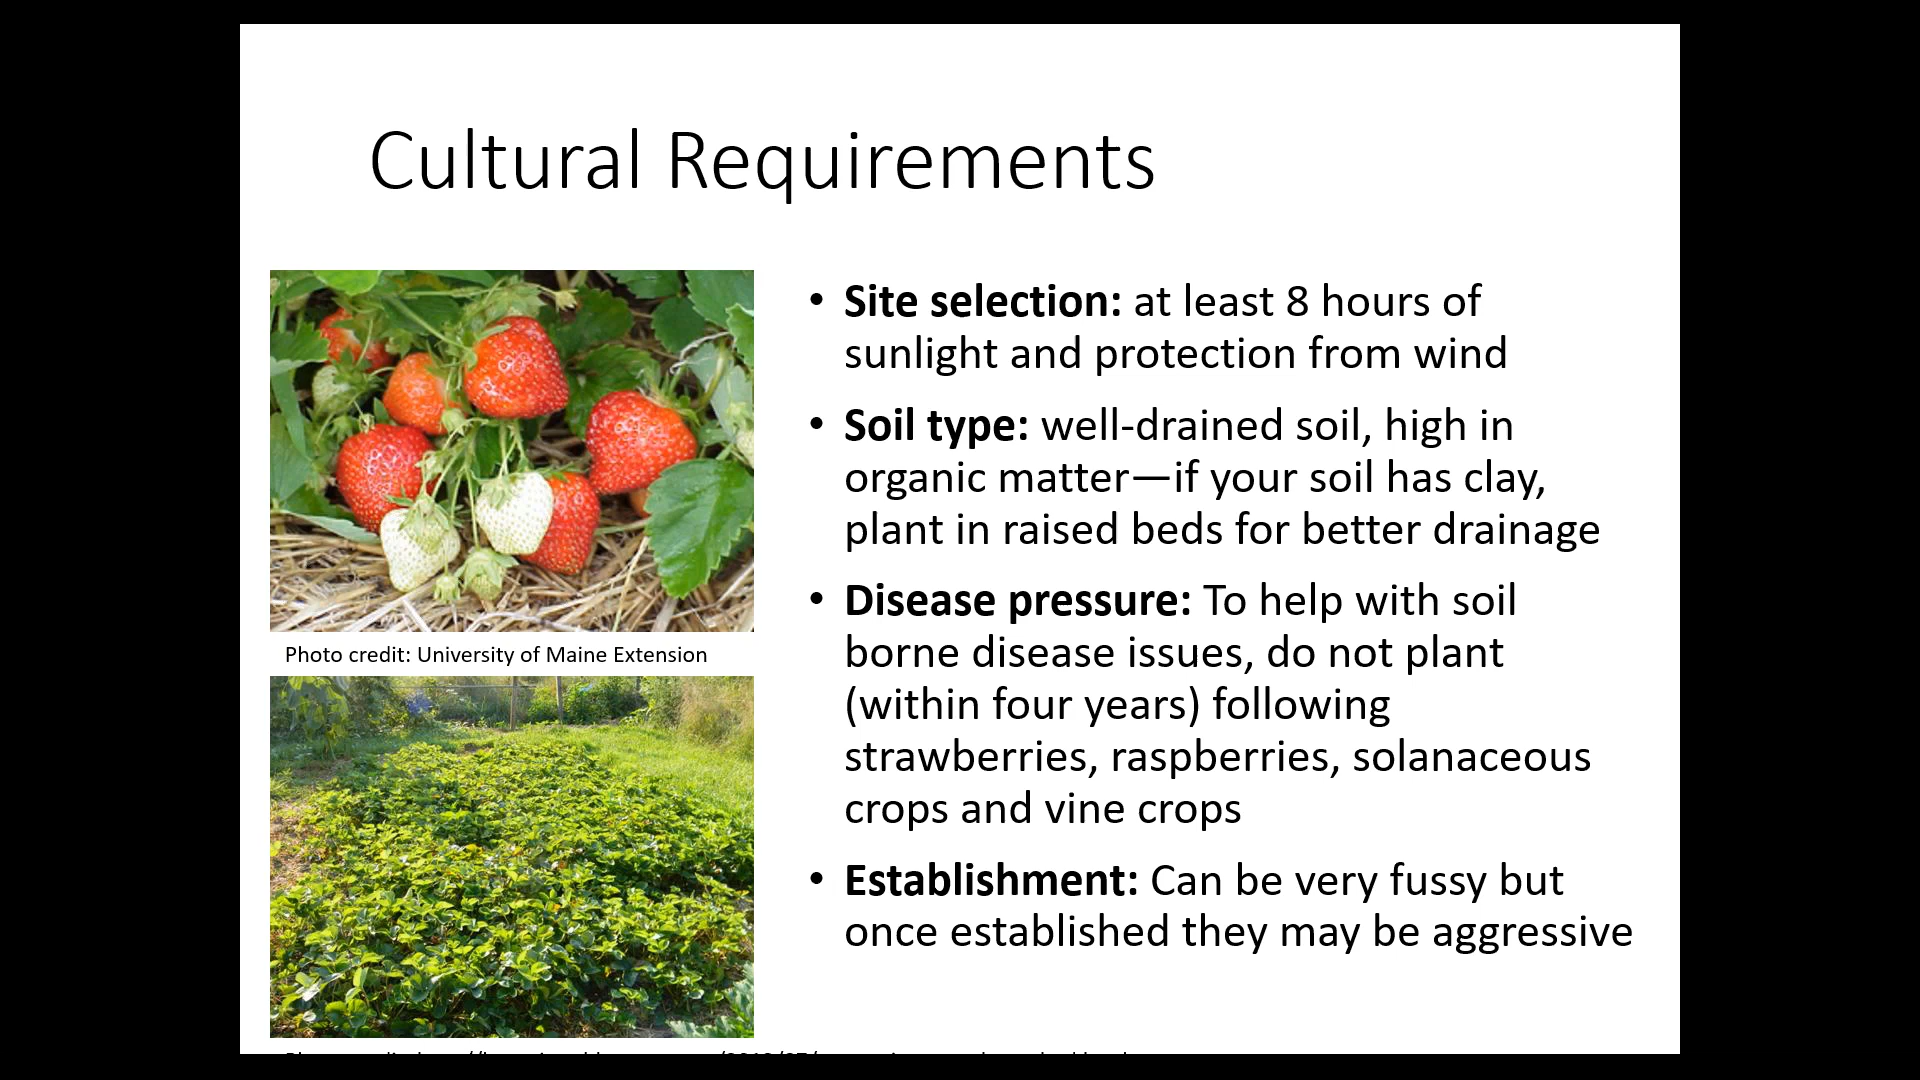 Cultural Requirements
• Site selection: at least 8 hours of
sunlight and protection from wind
• Soil type: well-drained soil, high in
organic matter—if your soil has clay,
plant in raised beds for better drainage
• Disease pressure: To help with soil
borne disease issues, do not plant
(within four years) following
strawberries, raspberries, solanaceous
crops and vine crops
• Establishment: Can be very fussy but
once established they may be aggressive
Photo credit: University of Maine Extension